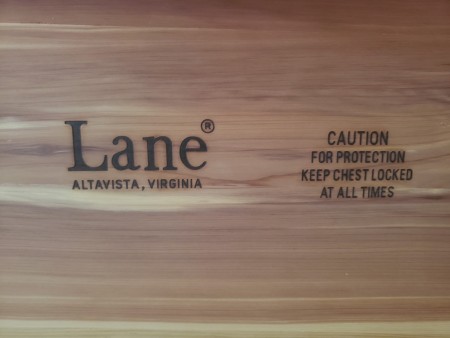 Lane®
ALTAVISTA, VIRGINIA
CAUTION
FOR PROTECTION
KEEP CHEST LOCKED
AT ALL TIMES